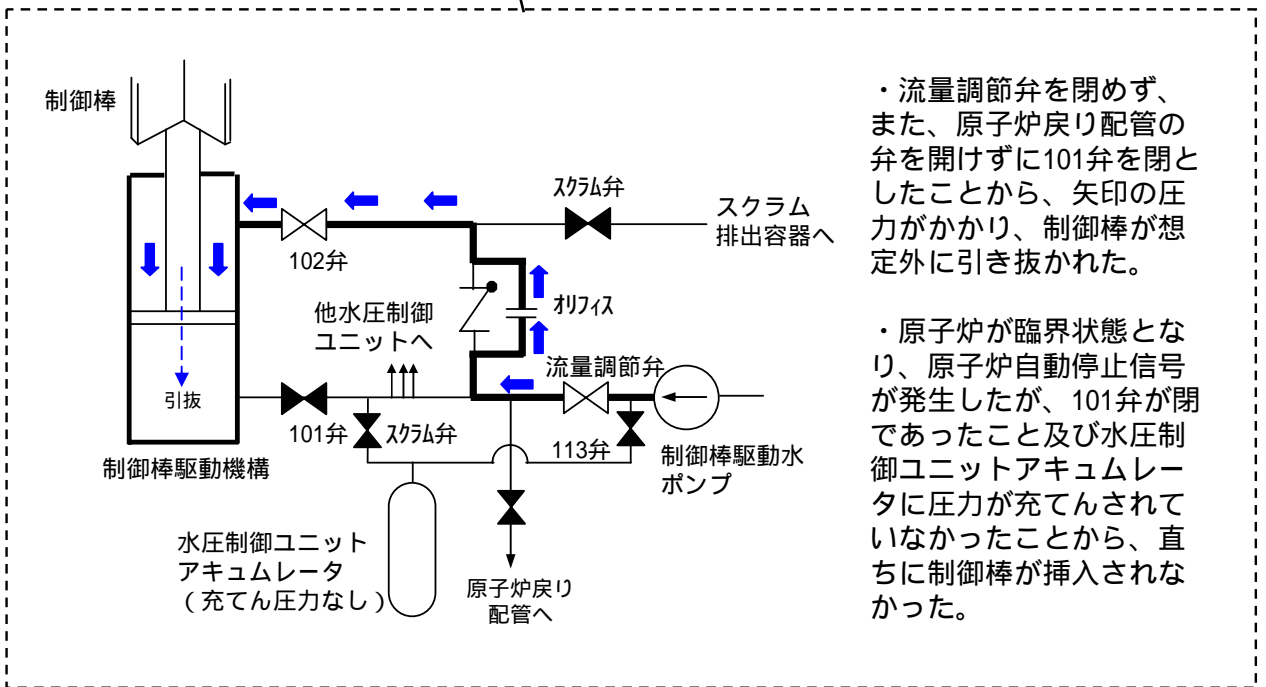 制御棒
スクラム弁
スクラム
排出容器へ
102弁
他水圧制御
ユニットへ
オリフィス
流量調節弁
引抜
101弁
スクラム弁
113弁
制御棒駆動水
ポンプ
制御棒駆動機構
水圧制御ユニット
アキュムレータ
(充てん圧力なし)
原子炉戻り
配管へ
・流量調節弁を閉めず、
また、原子炉戻り配管の
弁を開けずに101弁を閉と
したことから、矢印の圧
力がかかり、制御棒が想
定外に引き抜かれた。
・原子炉が臨界状態とな
り、原子炉自動停止信号
が発生したが、101弁が閉
であったこと及び水圧制
御ユニットアキュムレー
タに圧力が充てんされて
いなかったことから、直
ちに制御棒が挿入されな
かった。